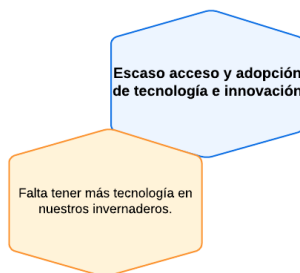 Escaso acceso y adopción
de tecnología e innovación
Falta tener más tecnología en
nuestros invernaderos.